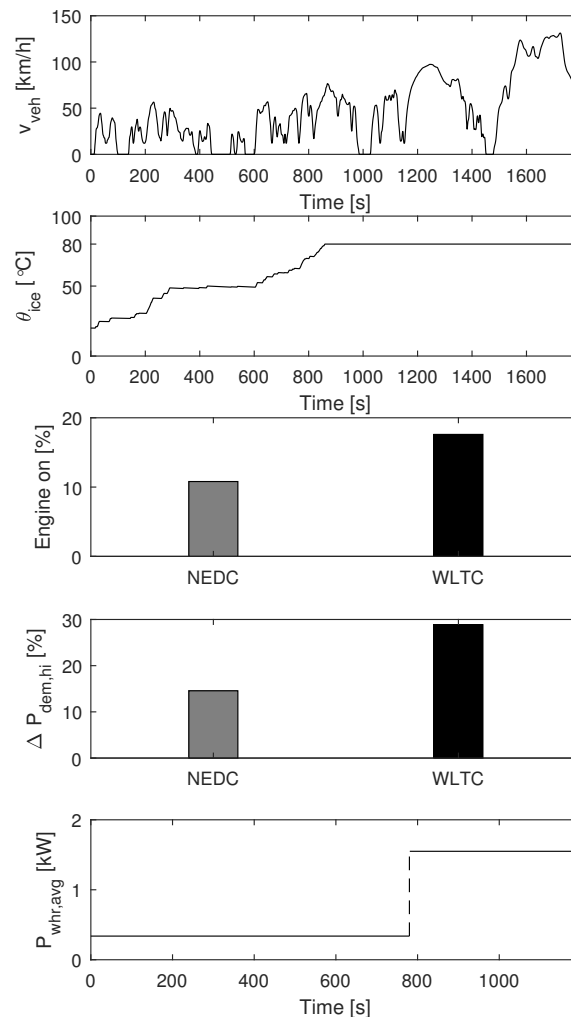 150
100
50
0
v_veh [km/h]
0 200 400 600 800 1000 1200 1400 1600
Time [s]
100
80
50
0
θ_ice [°C]
0 200 400 600 800 1000 1200 1400 1600
Time [s]
20
10
0
Engine on [%]
NEDC WLTC
30
20
10
0
Δ P_dem,hi [%]
NEDC WLTC
2
1
0
P_whr,avg [kW]
0 200 400 600 800 1000
Time [s]